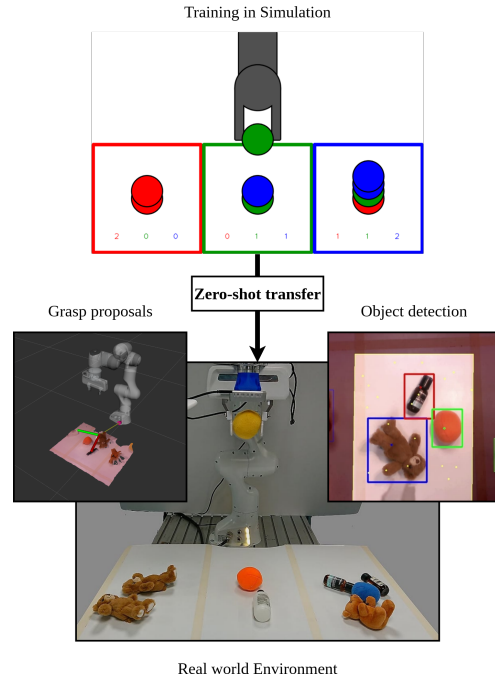 Training in Simulation
2 0 0 0 1 1 1 1 2
Zero-shot transfer
Grasp proposals
Object detection
Real world Environment